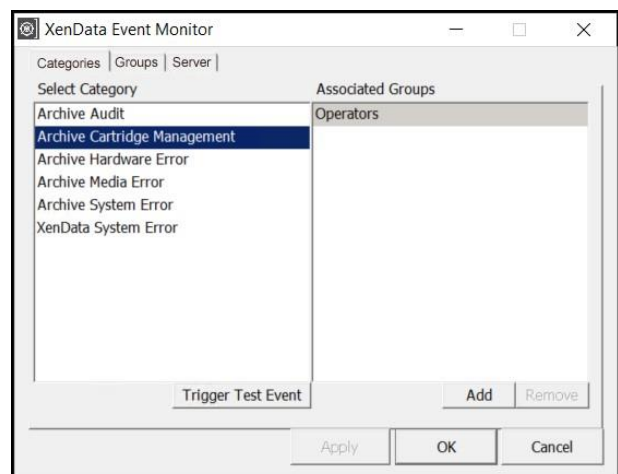 XenData Event Monitor
Categories Groups Server
Select Category
Associated Groups
Archive Audit
Operators
Archive Cartridge Management
Archive Hardware Error
Archive Media Error
Archive System Error
XenData System Error
Trigger Test Event
Add
Remove
Apply
OK
Cancel